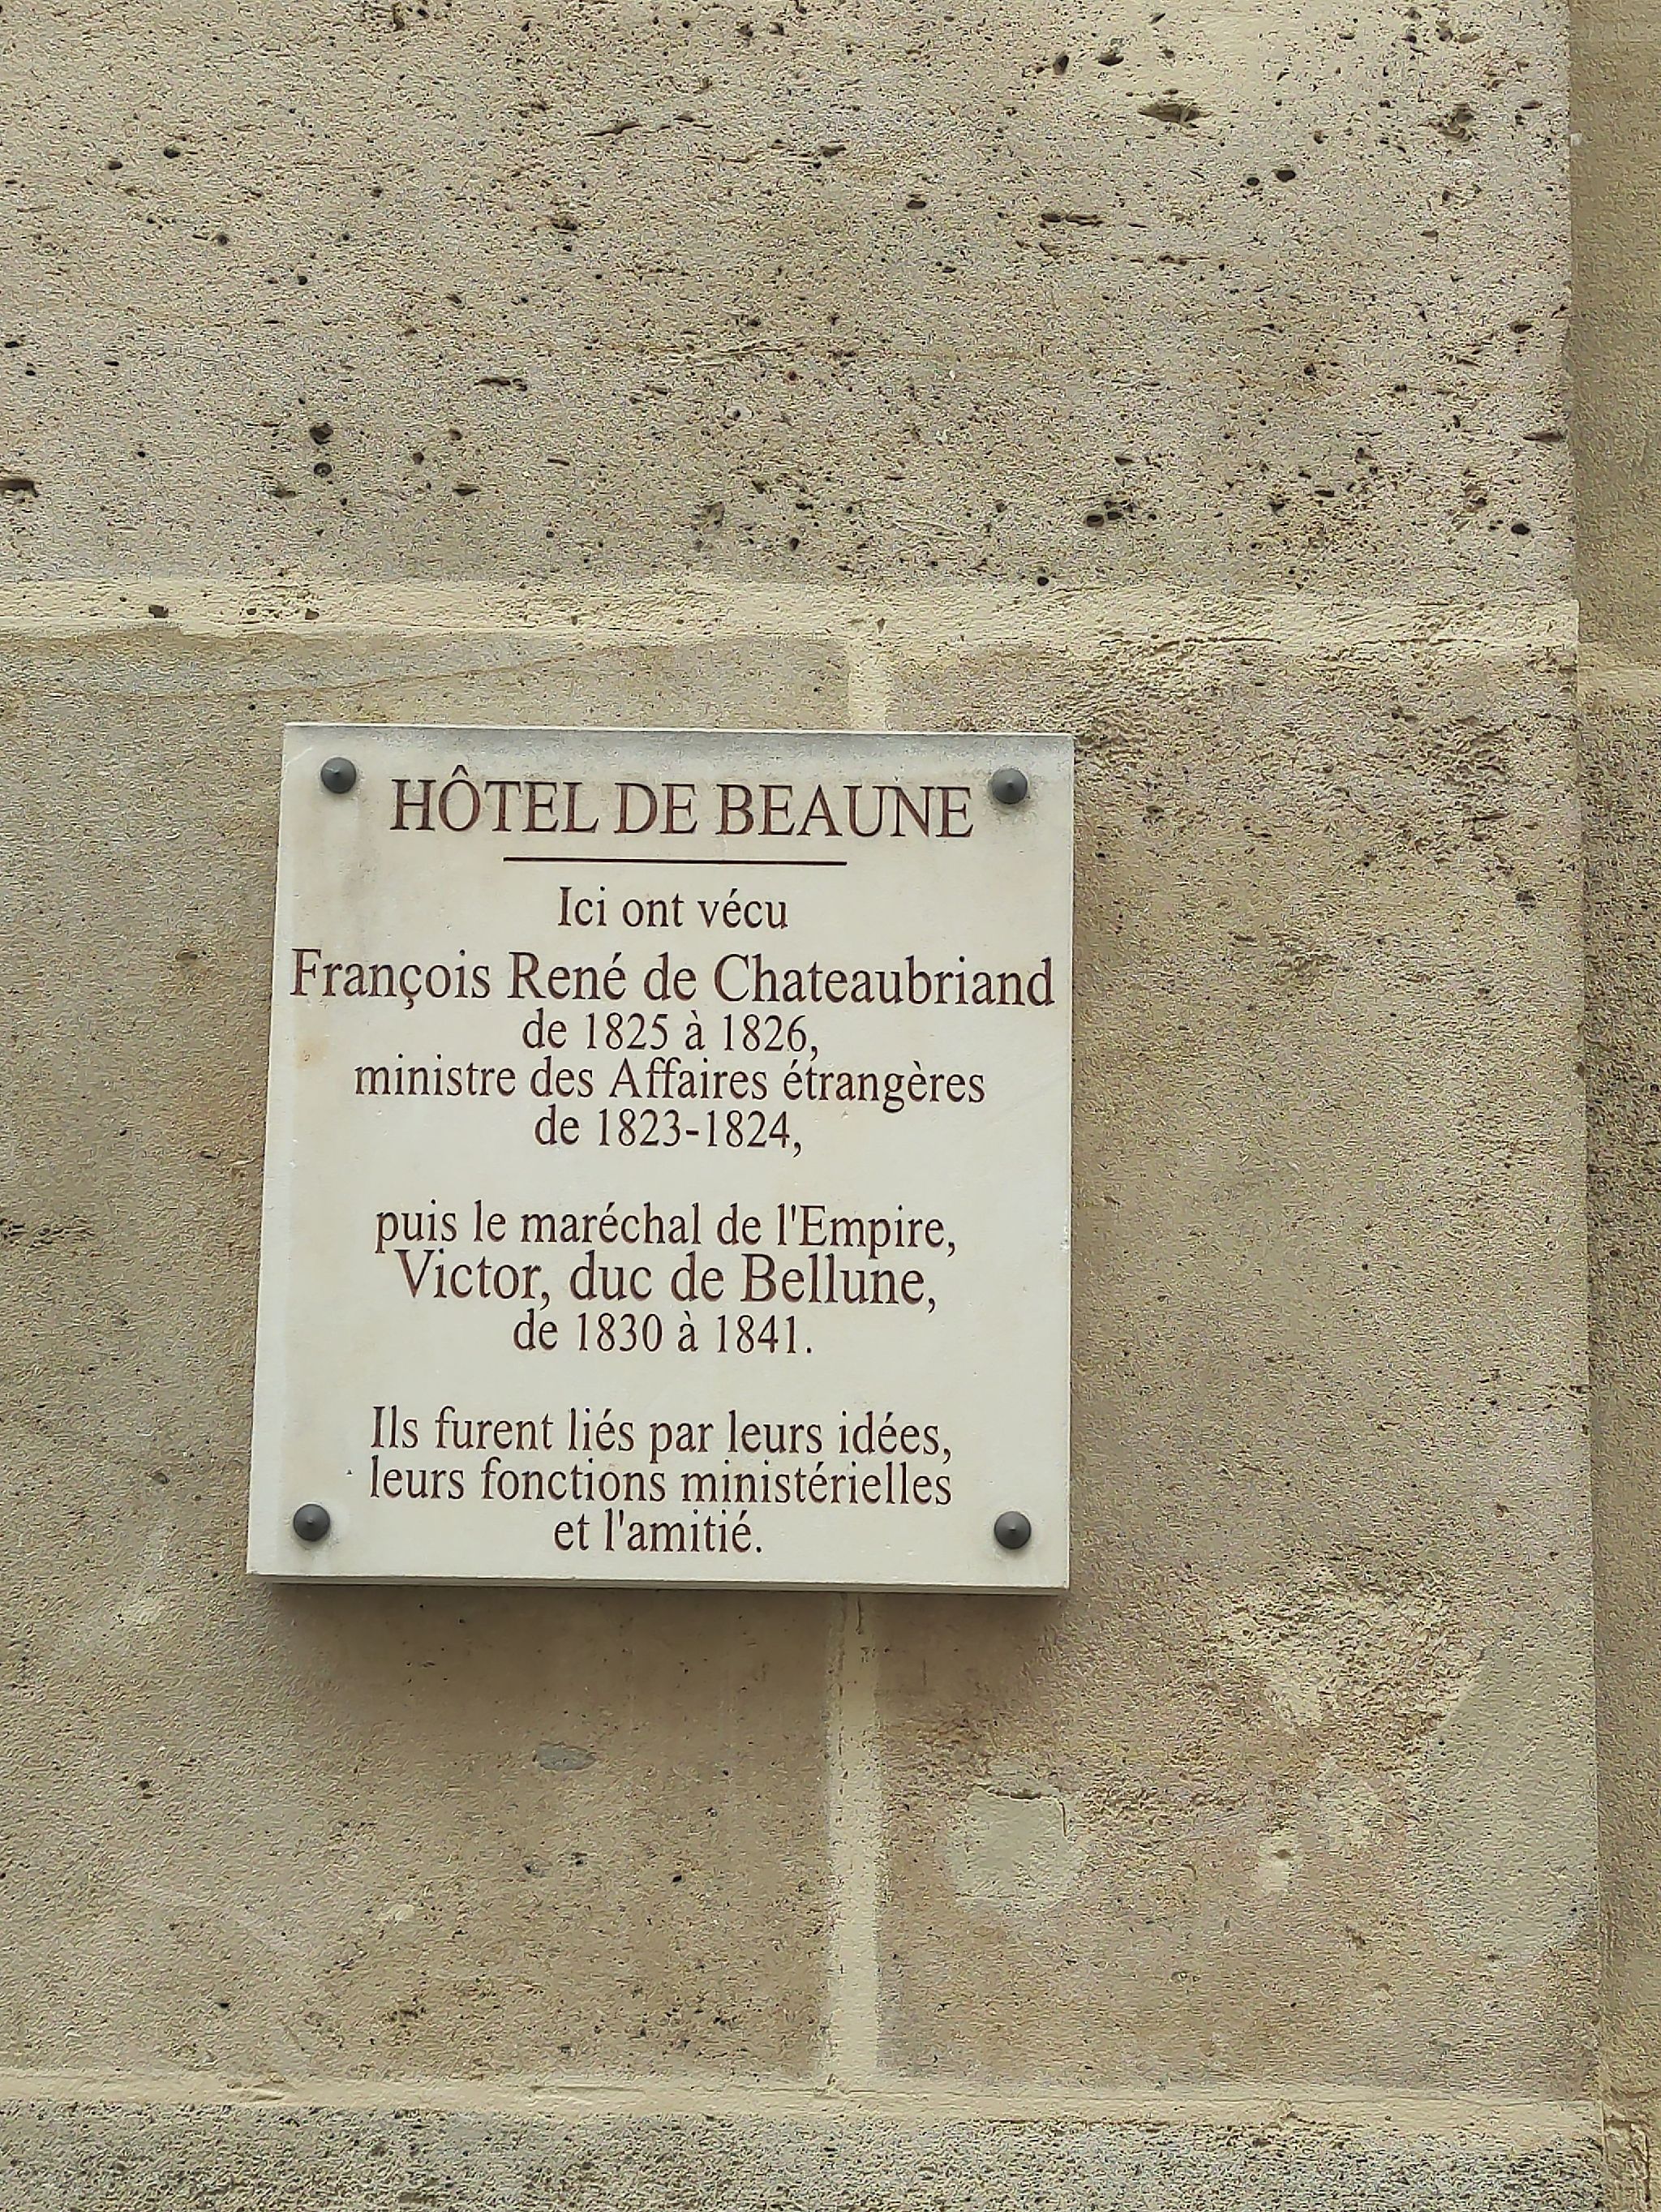 HÔTEL DE BEAUNE
Ici ont vécu
François René de Chateaubriand
de 1825 à 1826,
ministre des Affaires étrangères
de 1823-1824,
puis le maréchal de l'Empire,
Victor, duc de Bellune,
de 1830 à 1841.
Ils furent liés par leurs idées,
leurs fonctions ministérielles
et l'amitié.